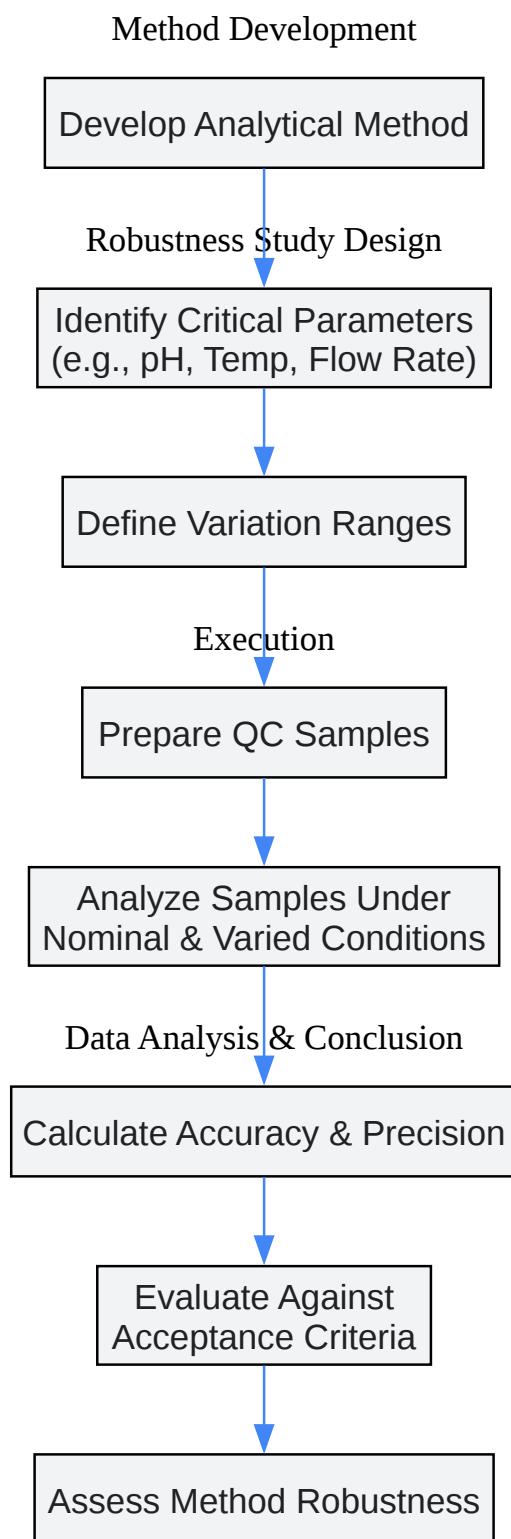 Method Development
Develop Analytical Method
Robustness Study Design
Identify Critical Parameters
(e.g., pH, Temp, Flow Rate)
Define Variation Ranges
Execution
Prepare QC Samples
Analyze Samples Under
Nominal & Varied Conditions
Data Analysis & Conclusion
Calculate Accuracy & Precision
Evaluate Against
Acceptance Criteria
Assess Method Robustness